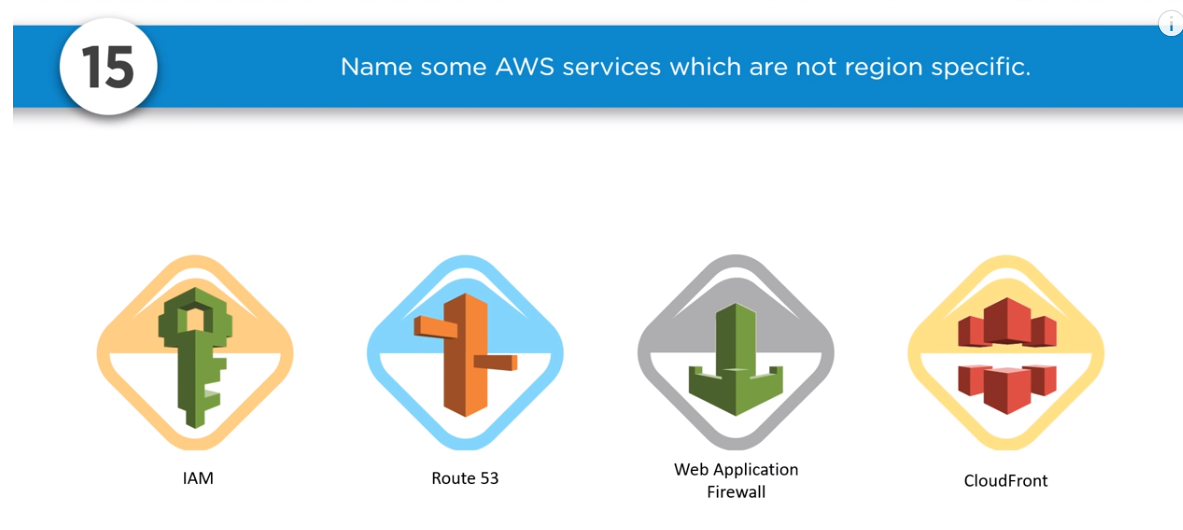 15
Name some AWS services which are not region specific.
i
IAM
Route 53
Web Application
Firewall
CloudFront